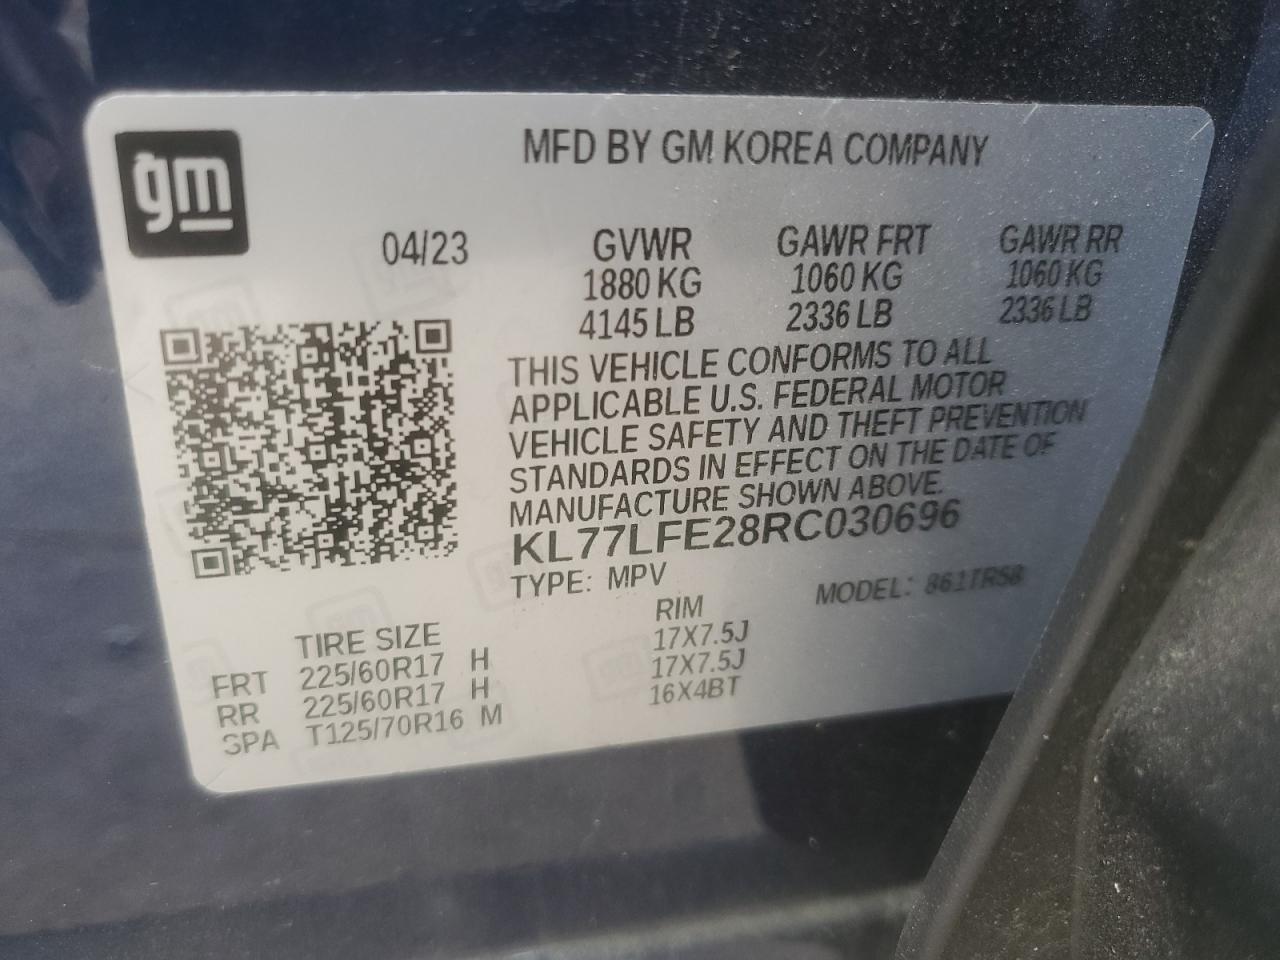 gm
MFD BY GM KOREA COMPANY
04/23 GVWR GAWR FRT GAWR RR
1880 KG 1060 KG 1060 KG
4145 LB 2336 LB 2336 LB
THIS VEHICLE CONFORMS TO ALL
APPLICABLE U.S. FEDERAL MOTOR
VEHICLE SAFETY AND THEFT PREVENTION
STANDARDS IN EFFECT ON THE DATE OF
MANUFACTURE SHOWN ABOVE.
KL77LFE28RC030696
TYPE: MPV MODEL: 861TR58
TIRE SIZE RIM
FRT 225/60R17 H 17X7.5J
RR 225/60R17 H 17X7.5J
SPA T125/70R16 M 16X4BT